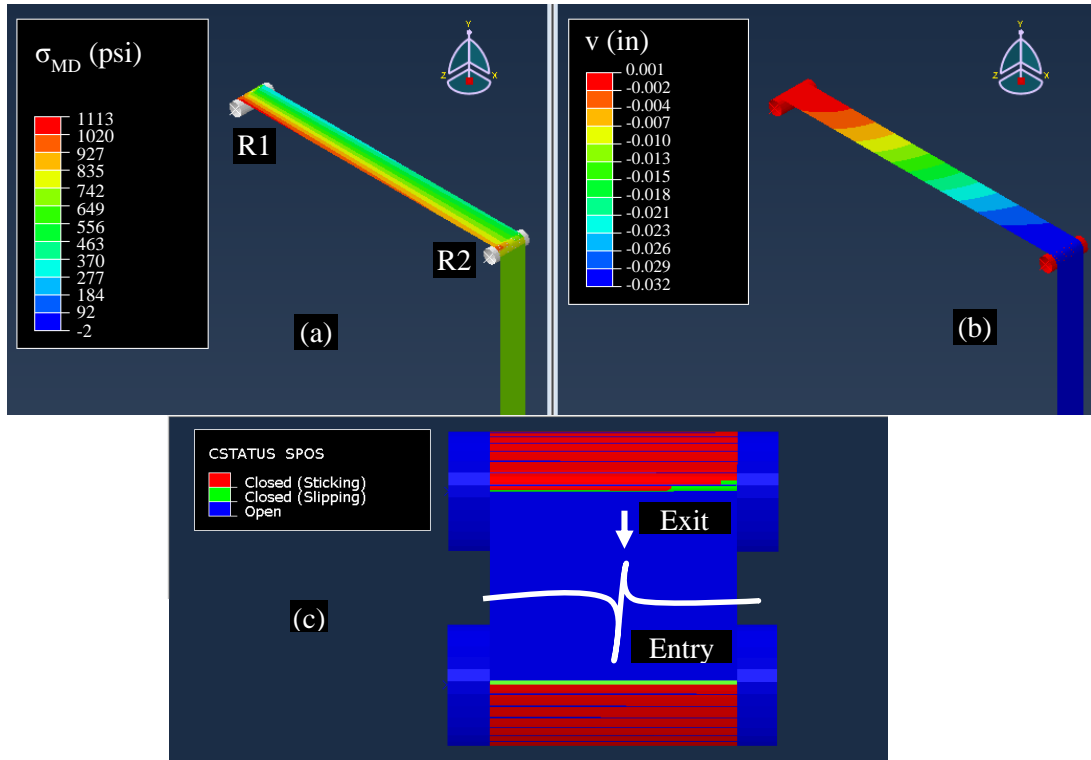 σMD (psi)
1113
1020
927
835
742
649
556
463
370
277
184
92
-2
Y
Z
X
R1
R2
(a)
v (in)
0.001
-0.002
-0.004
-0.007
-0.010
-0.013
-0.015
-0.018
-0.021
-0.023
-0.026
-0.029
-0.032
Y
Z
X
(b)
CSTATUS SPOS
Closed (Sticking)
Closed (Slipping)
Open
Exit
Entry
(c)